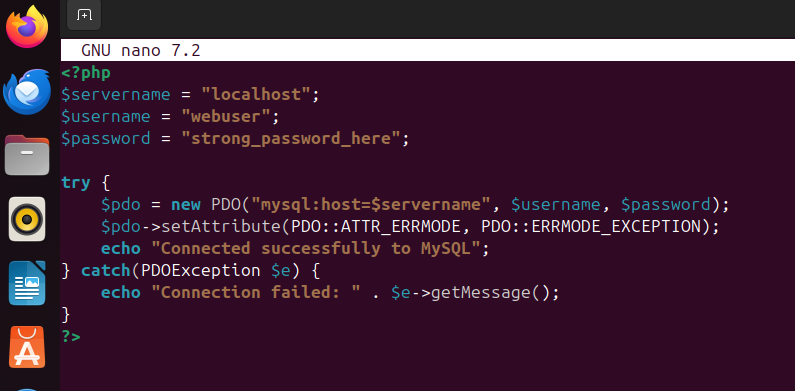 GNU nano 7.2
<?php
$servername = "localhost";
$username = "webuser";
$password = "strong_password_here";
try {
    $pdo = new PDO("mysql:host=$servername", $username, $password);
    $pdo->setAttribute(PDO::ATTR_ERRMODE, PDO::ERRMODE_EXCEPTION);
    echo "Connected successfully to MySQL";
} catch(PDOException $e) {
    echo "Connection failed: " . $e->getMessage();
}
?>